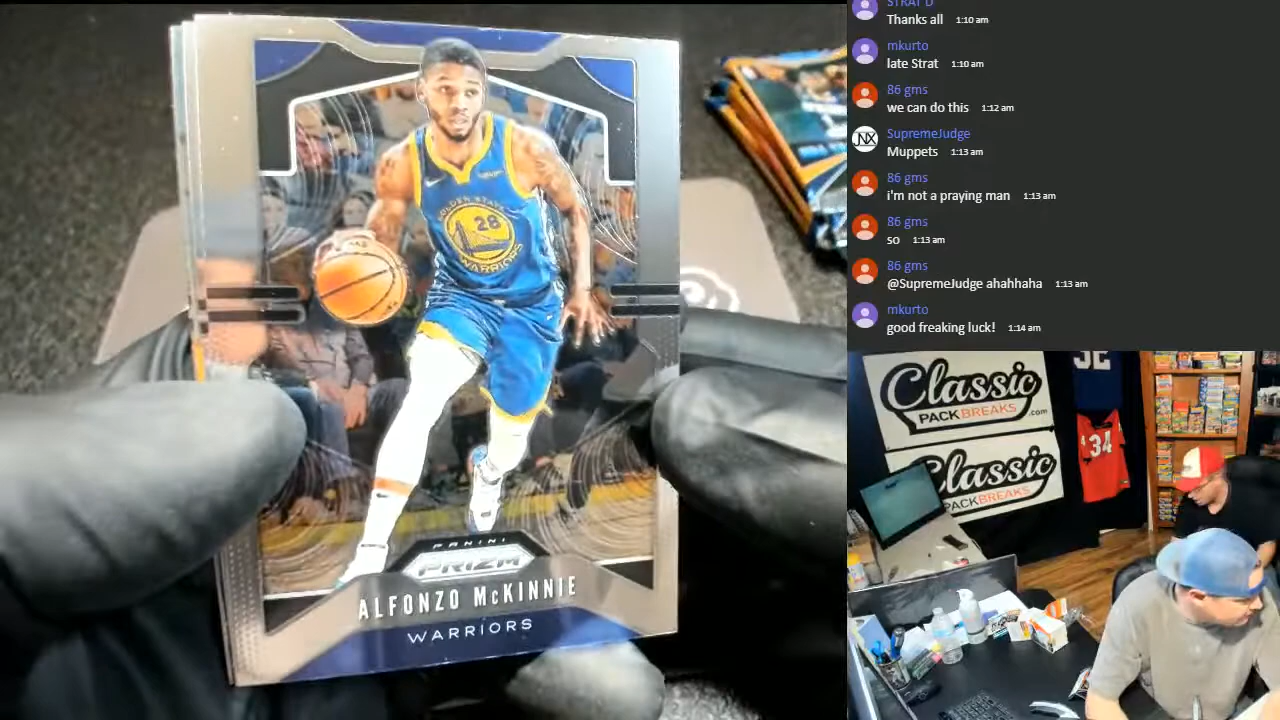 GOLDEN STATE
28
WARRIORS
PANINI
PRIZM
ALFONZO McKINNIE
WARRIORS
STRAT D
Thanks all 1:10 am
mkurto
late Strat 1:10 am
86 gms
we can do this 1:12 am
SupremeJudge
Muppets 1:13 am
86 gms
i'm not a praying man 1:13 am
86 gms
so 1:13 am
86 gms
@SupremeJudge ahahhaha 1:13 am
mkurto
good freaking luck! 1:14 am
Classic
PACKBREAKS.com
Classic
PACKBREAKS
34